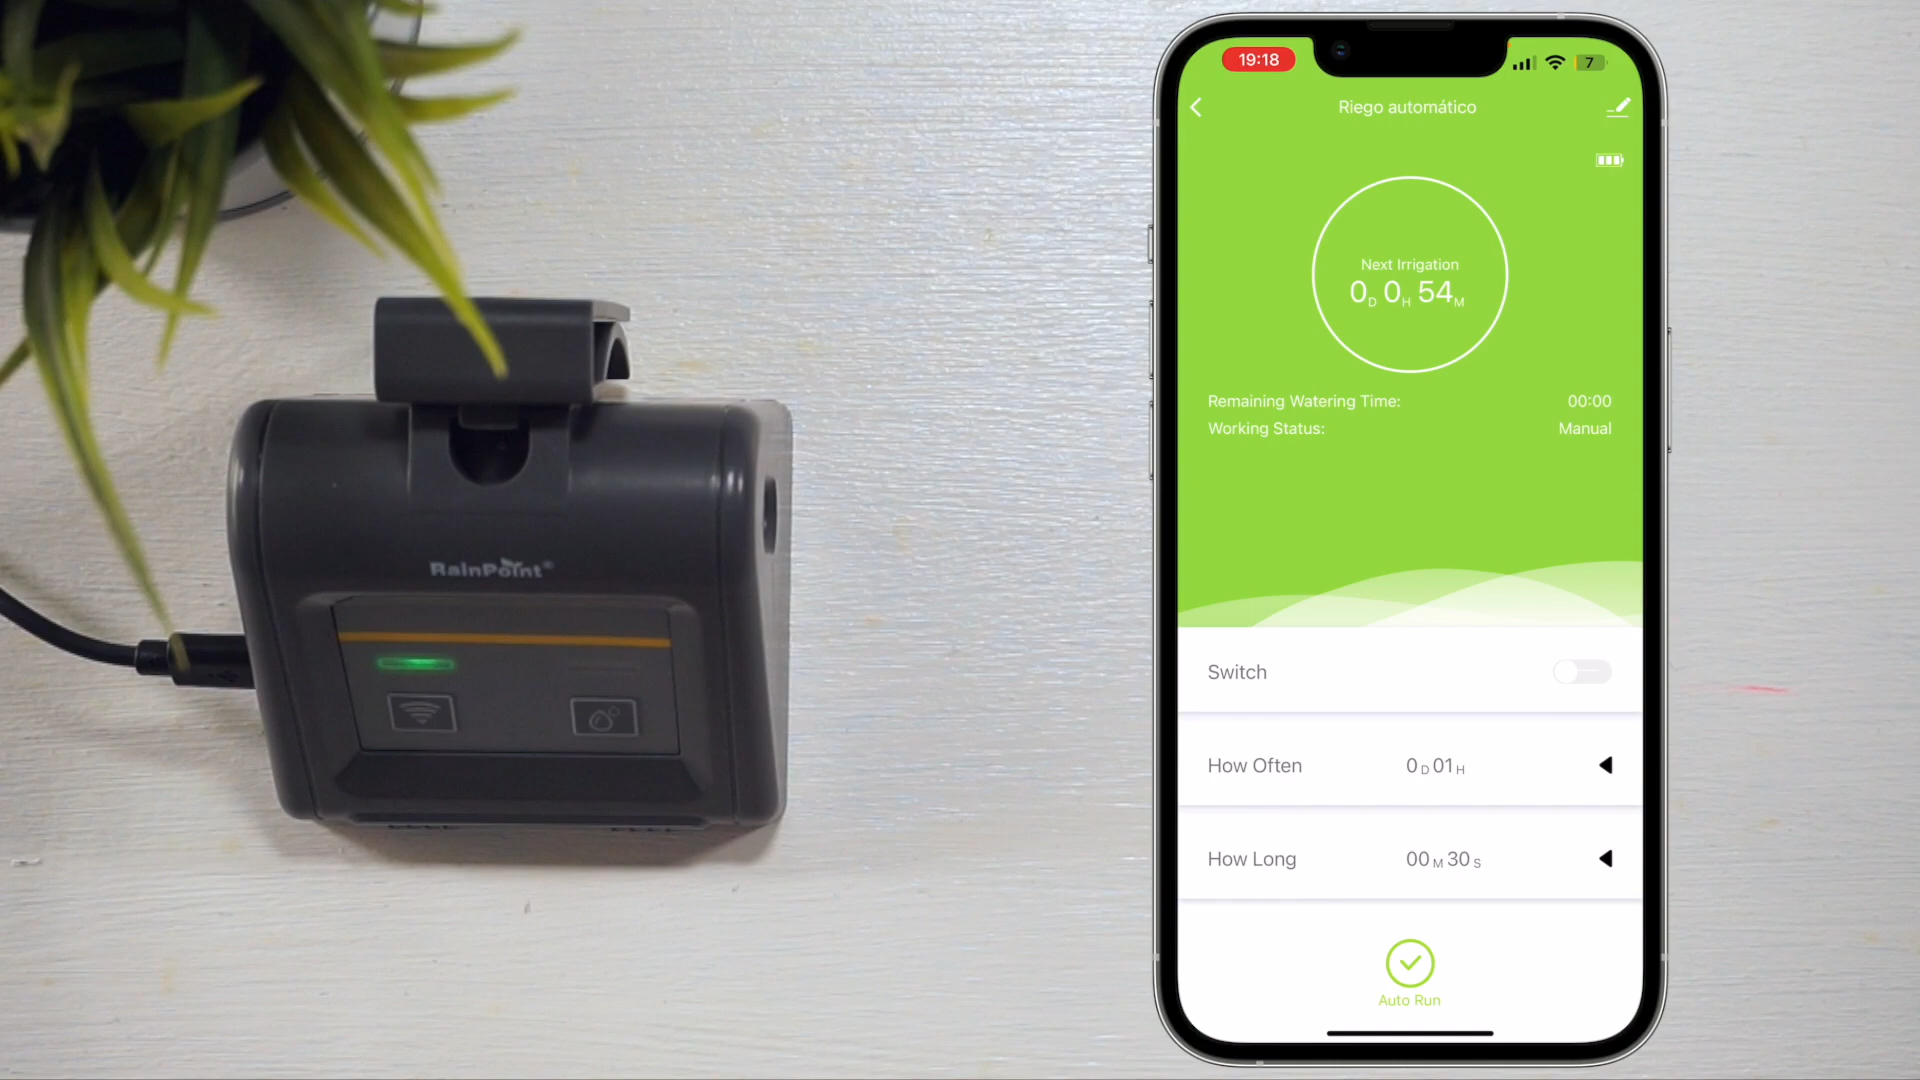 RainPoint®
19:18
7
Riego automático
Next Irrigation
0D 0H 54M
Remaining Watering Time: 00:00
Working Status: Manual
Switch
How Often 0D 01H
How Long 00M 30S
Auto Run